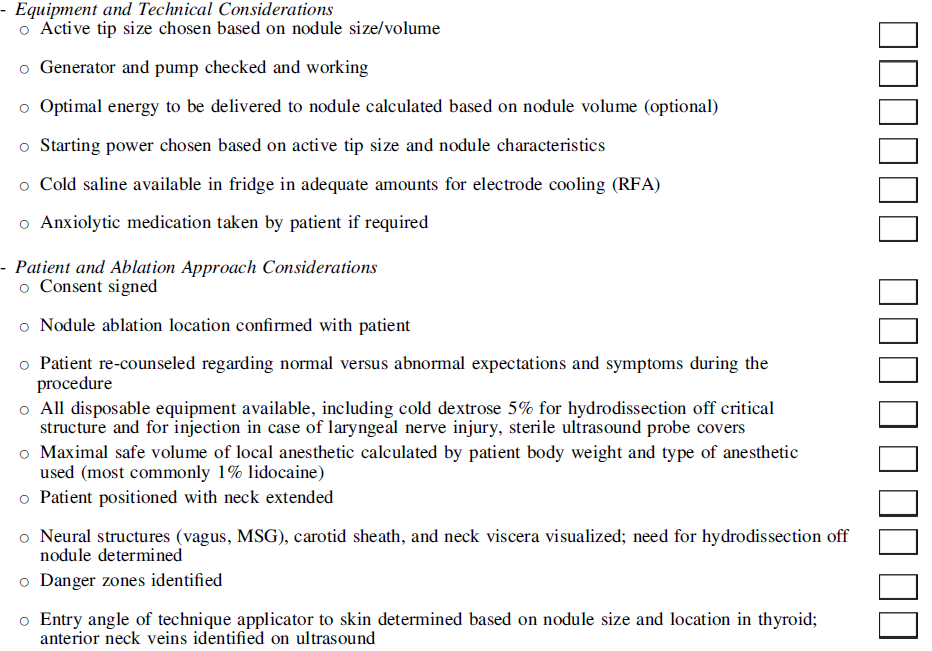 - Equipment and Technical Considerations
○ Active tip size chosen based on nodule size/volume
○ Generator and pump checked and working
○ Optimal energy to be delivered to nodule calculated based on nodule volume (optional)
○ Starting power chosen based on active tip size and nodule characteristics
○ Cold saline available in fridge in adequate amounts for electrode cooling (RFA)
○ Anxiolytic medication taken by patient if required
- Patient and Ablation Approach Considerations
○ Consent signed
○ Nodule ablation location confirmed with patient
○ Patient re-counseled regarding normal versus abnormal expectations and symptoms during the
procedure
○ All disposable equipment available, including cold dextrose 5% for hydrodissection off critical
structure and for injection in case of laryngeal nerve injury, sterile ultrasound probe covers
○ Maximal safe volume of local anesthetic calculated by patient body weight and type of anesthetic
used (most commonly 1% lidocaine)
○ Patient positioned with neck extended
○ Neural structures (vagus, MSG), carotid sheath, and neck viscera visualized; need for hydrodissection off
nodule determined
○ Danger zones identified
○ Entry angle of technique applicator to skin determined based on nodule size and location in thyroid;
anterior neck veins identified on ultrasound